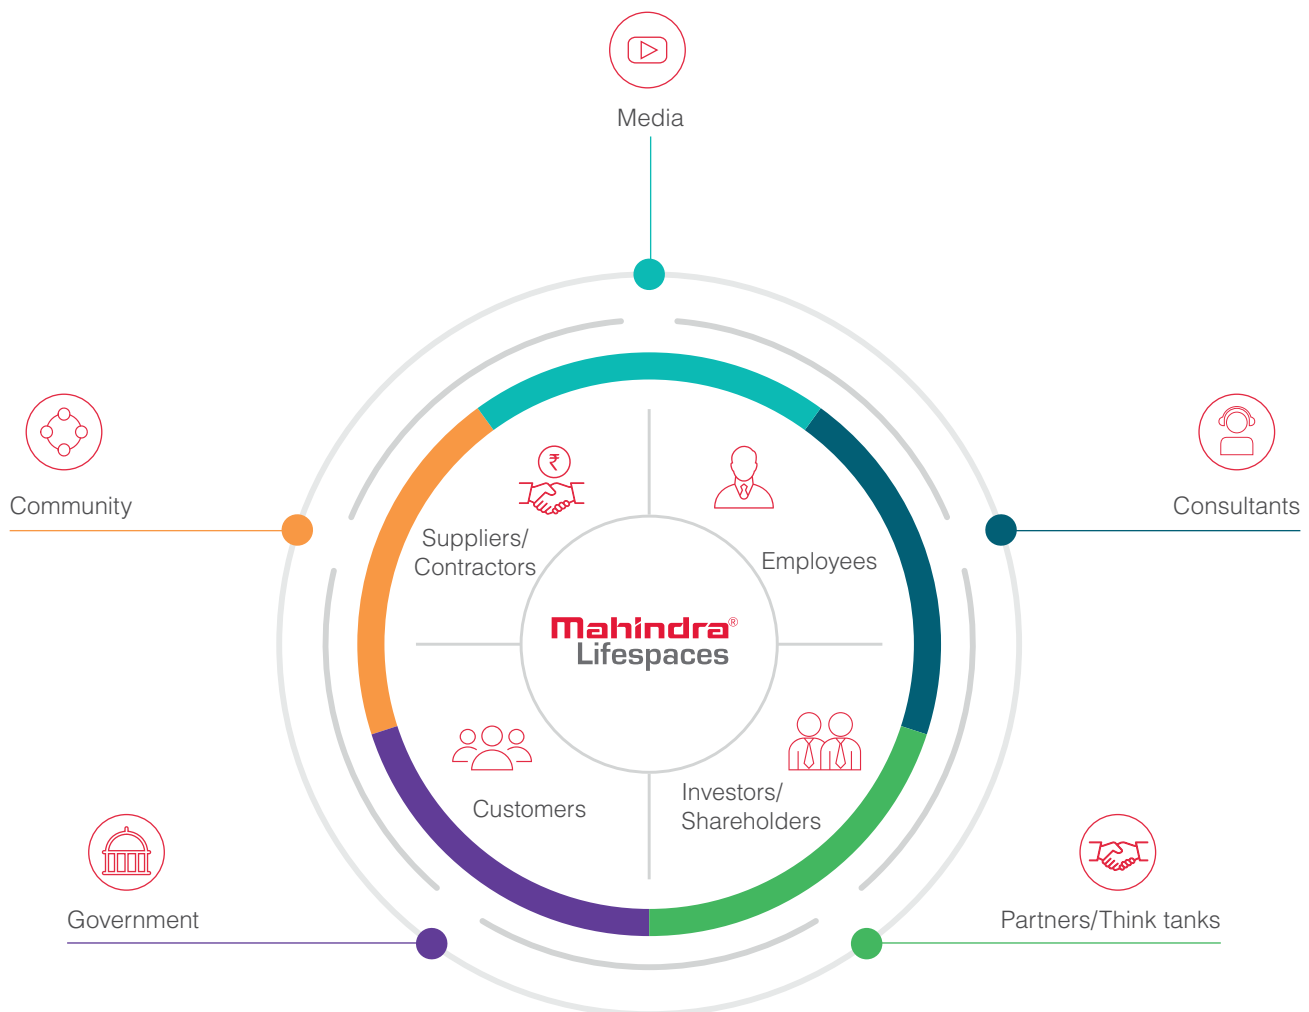 Media
Community
Consultants
₹
Suppliers/
Contractors
Employees
Mahindra®
Lifespaces
Customers
Investors/
Shareholders
Government
Partners/Think tanks